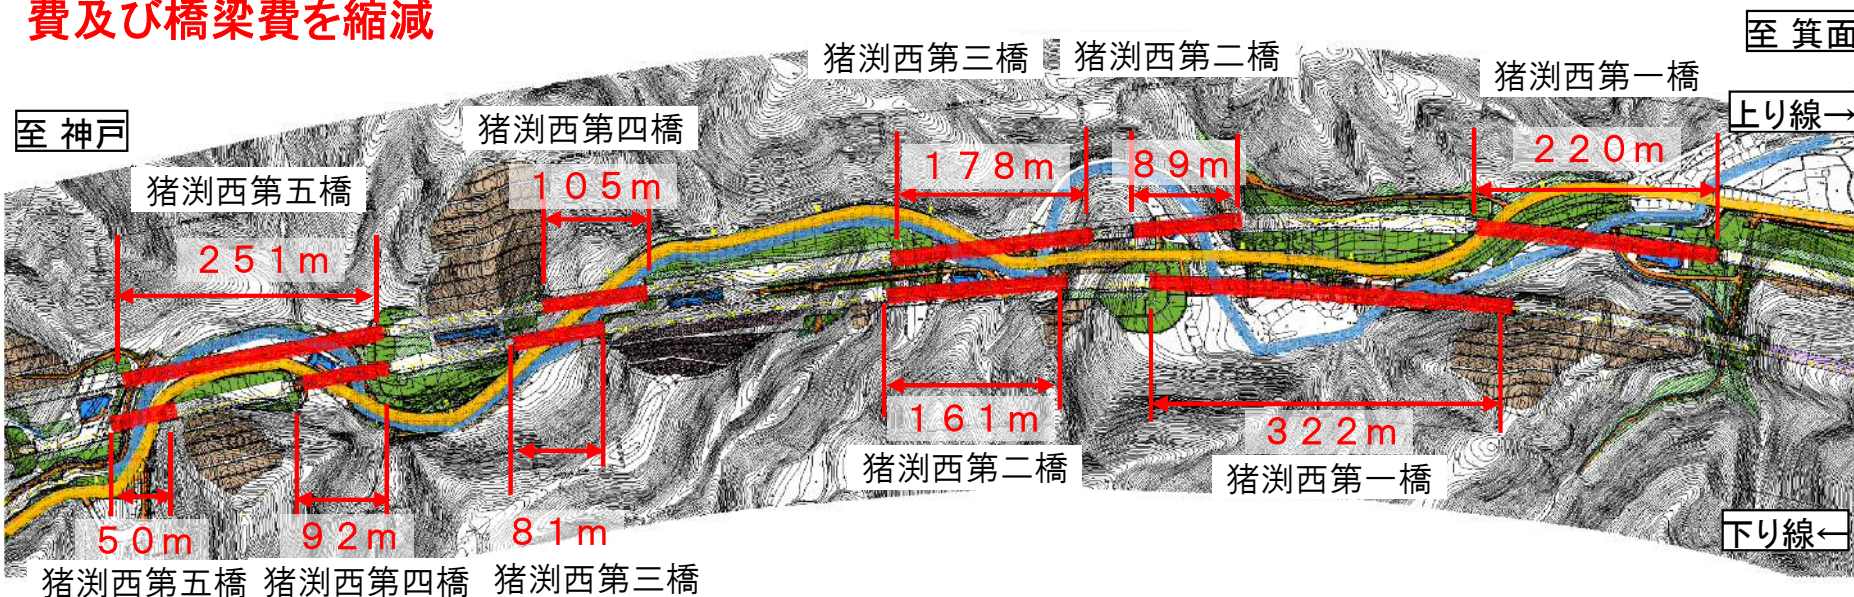 費及び橋梁費を縮減
至 箕面
猪渕西第三橋
猪渕西第二橋
猪渕西第一橋
上り線→
至 神戸
猪渕西第四橋
猪渕西第五橋
１７８ｍ
８９ｍ
２２０ｍ
１０５ｍ
２５１ｍ
１６１ｍ
３２２ｍ
猪渕西第二橋
猪渕西第一橋
５０ｍ
９２ｍ
８１ｍ
下り線←
猪渕西第五橋
猪渕西第四橋
猪渕西第三橋